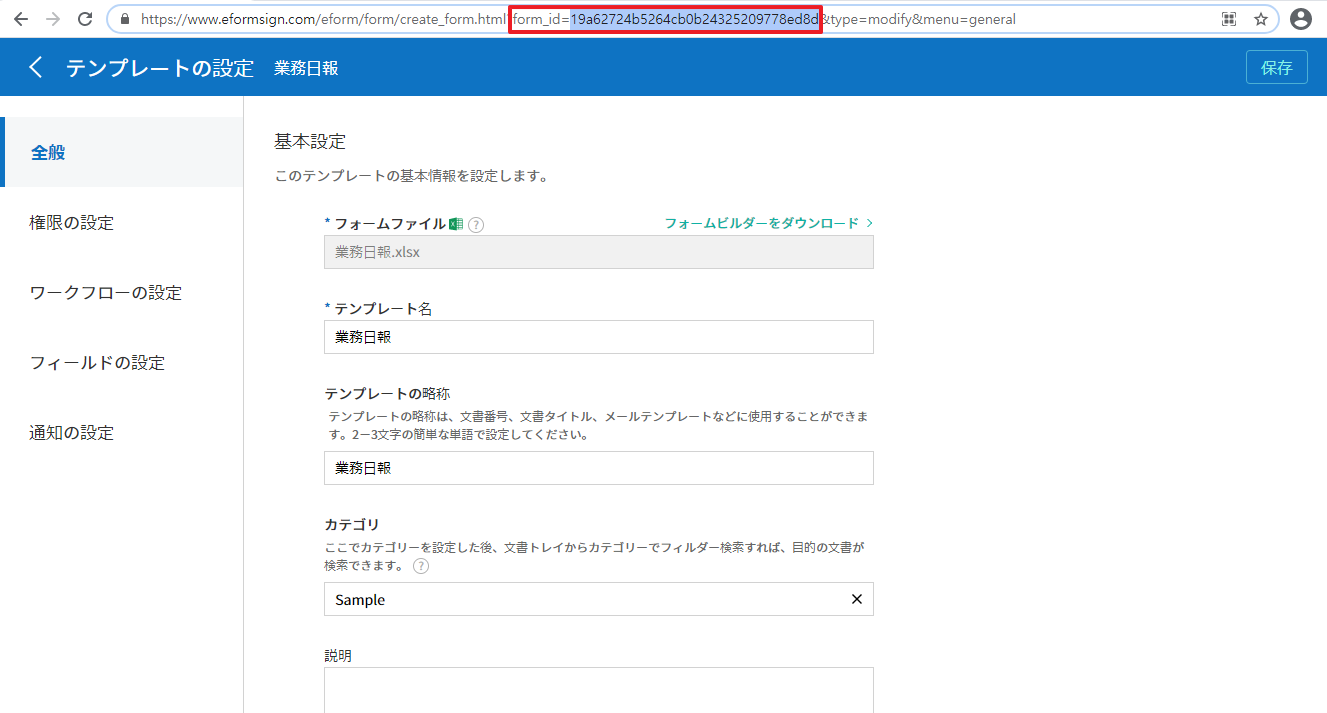 https://www.eformsign.com/eform/form/create_form.html?form_id=19a62724b5264cb0b24325209778ed8d&type=modify&menu=general
テンプレートの設定 業務日報 保存
全般
権限の設定
ワークフローの設定
フィールドの設定
通知の設定
基本設定
このテンプレートの基本情報を設定します。
* フォームファイル ? フォームビルダーをダウンロード >
業務日報.xlsx
* テンプレート名
業務日報
テンプレートの略称
テンプレートの略称は、文書番号、文書タイトル、メールテンプレートなどに使用することができま
す。2－3文字の簡単な単語で設定してください。
業務日報
カテゴリ
ここでカテゴリーを設定した後、文書トレイからカテゴリーでフィルダー検索すれば、目的の文書が
検索できます。 ?
Sample
説明